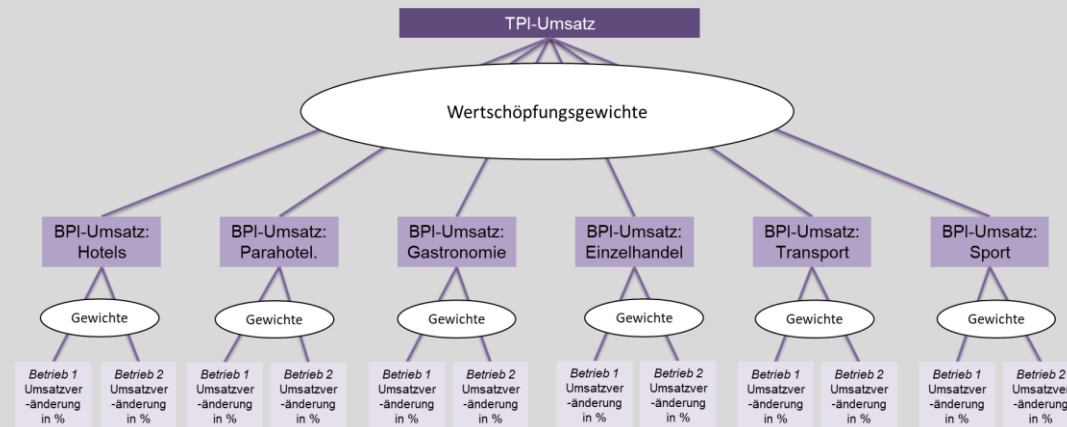 TPI-Umsatz
Wertschöpfungsgewichte
BPI-Umsatz:
Hotels
BPI-Umsatz:
Parahotel.
BPI-Umsatz:
Gastronomie
BPI-Umsatz:
Einzelhandel
BPI-Umsatz:
Transport
BPI-Umsatz:
Sport
Gewichte
Gewichte
Gewichte
Gewichte
Gewichte
Gewichte
Betrieb 1
Umsatzver
-änderung
in %
Betrieb 2
Umsatzver
-änderung
in %
Betrieb 1
Umsatzver
-änderung
in %
Betrieb 2
Umsatzver
-änderung
in %
Betrieb 1
Umsatzver
-änderung
in %
Betrieb 2
Umsatzver
-änderung
in %
Betrieb 1
Umsatzver
-änderung
in %
Betrieb 2
Umsatzver
-änderung
in %
Betrieb 1
Umsatzver
-änderung
in %
Betrieb 2
Umsatzver
-änderung
in %
Betrieb 1
Umsatzver
-änderung
in %
Betrieb 2
Umsatzver
-änderung
in %